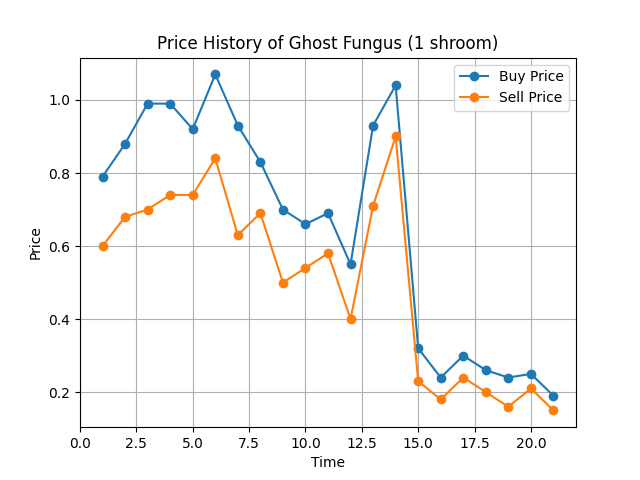 Price History of Ghost Fungus (1 shroom)
Buy Price
Sell Price
Price
1.0
0.8
0.6
0.4
0.2
0.0 2.5 5.0 7.5 10.0 12.5 15.0 17.5 20.0
Time